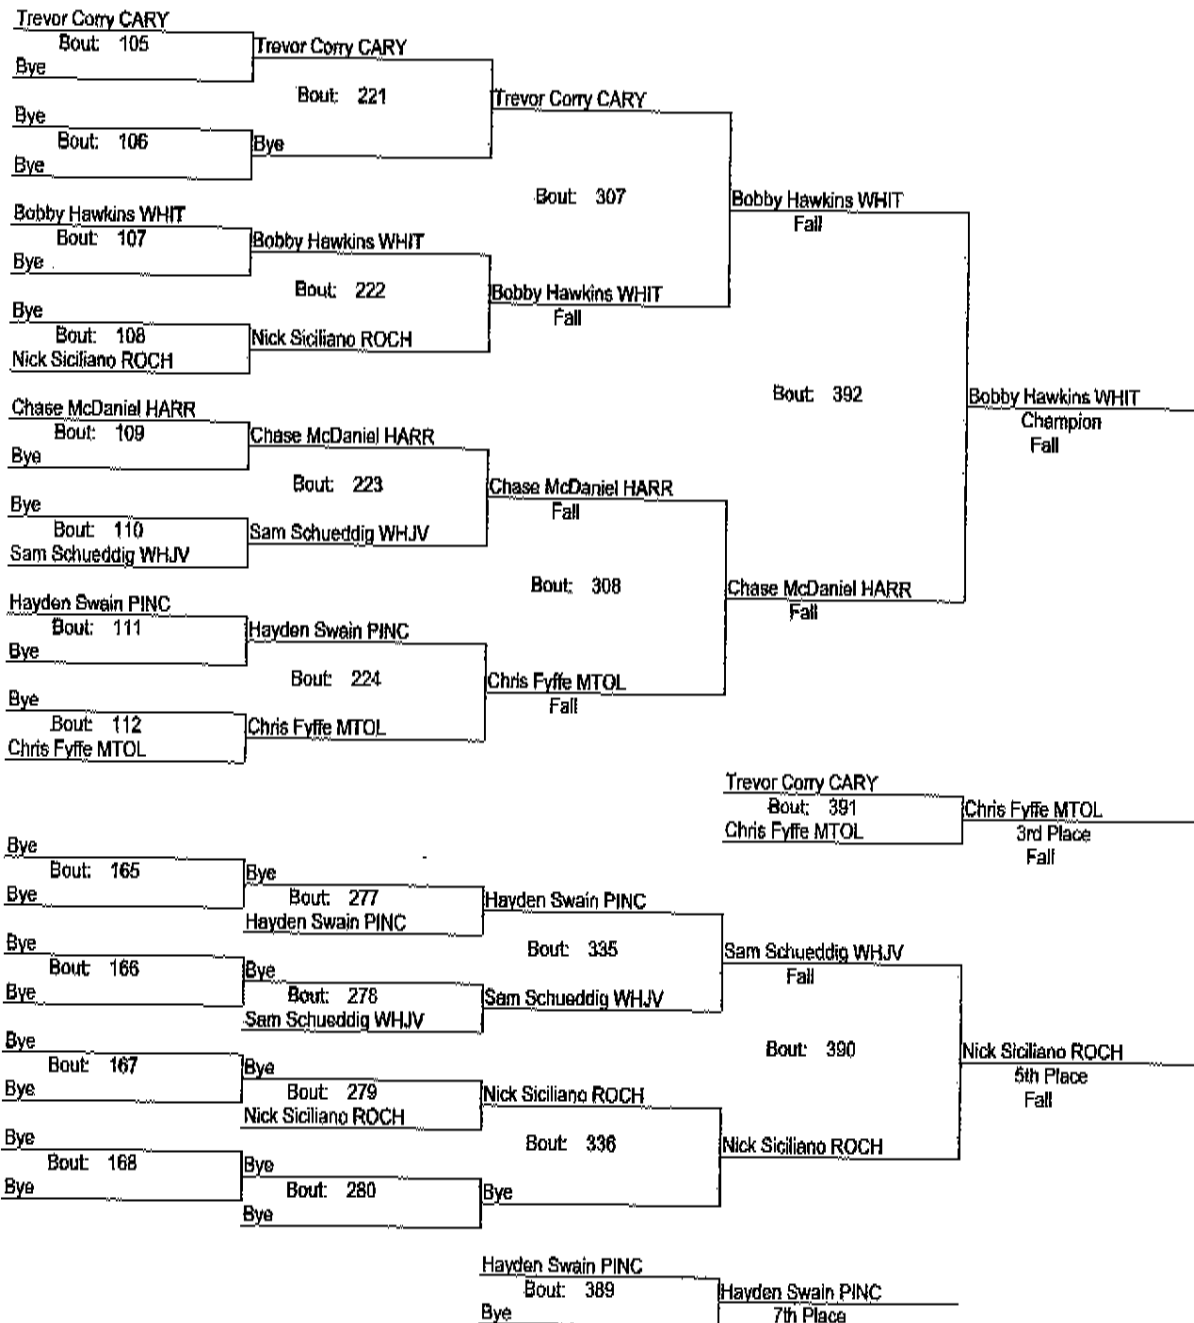 Trevor Corry CARY
Bout: 105
Bye
Trevor Corry CARY
Bout: 221
Trevor Corry CARY
Bye
Bout: 106
Bye
Bye
Bout: 307
Bobby Hawkins WHIT
Fall
Bobby Hawkins WHIT
Bout: 107
Bye
Bobby Hawkins WHIT
Bout: 222
Bobby Hawkins WHIT
Fall
Bye
Bout: 108
Nick Siciliano ROCH
Nick Siciliano ROCH
Bout: 392
Bobby Hawkins WHIT
Champion
Fall
Chase McDaniel HARR
Bout: 109
Bye
Chase McDaniel HARR
Bout: 223
Chase McDaniel HARR
Fall
Bye
Bout: 110
Sam Schueddig WHJV
Sam Schueddig WHJV
Bout: 308
Chase McDaniel HARR
Fall
Hayden Swain PINC
Bout: 111
Bye
Hayden Swain PINC
Bout: 224
Chris Fyffe MTOL
Fall
Bye
Bout: 112
Chris Fyffe MTOL
Chris Fyffe MTOL
Trevor Corry CARY
Bout: 391
Chris Fyffe MTOL
Chris Fyffe MTOL
3rd Place
Fall
Bye
Bout: 165
Bye
Bye
Bout: 277
Hayden Swain PINC
Hayden Swain PINC
Bye
Bout: 166
Bye
Bye
Bout: 278
Sam Schueddig WHJV
Sam Schueddig WHJV
Bout: 335
Sam Schueddig WHJV
Fall
Bye
Bout: 167
Bye
Bye
Bout: 279
Nick Siciliano ROCH
Nick Siciliano ROCH
Bout: 390
Nick Siciliano ROCH
5th Place
Fall
Bye
Bout: 168
Bye
Bye
Bout: 280
Bye
Bye
Bout: 336
Nick Siciliano ROCH
Hayden Swain PINC
Bout: 389
Bye
Hayden Swain PINC
7th Place